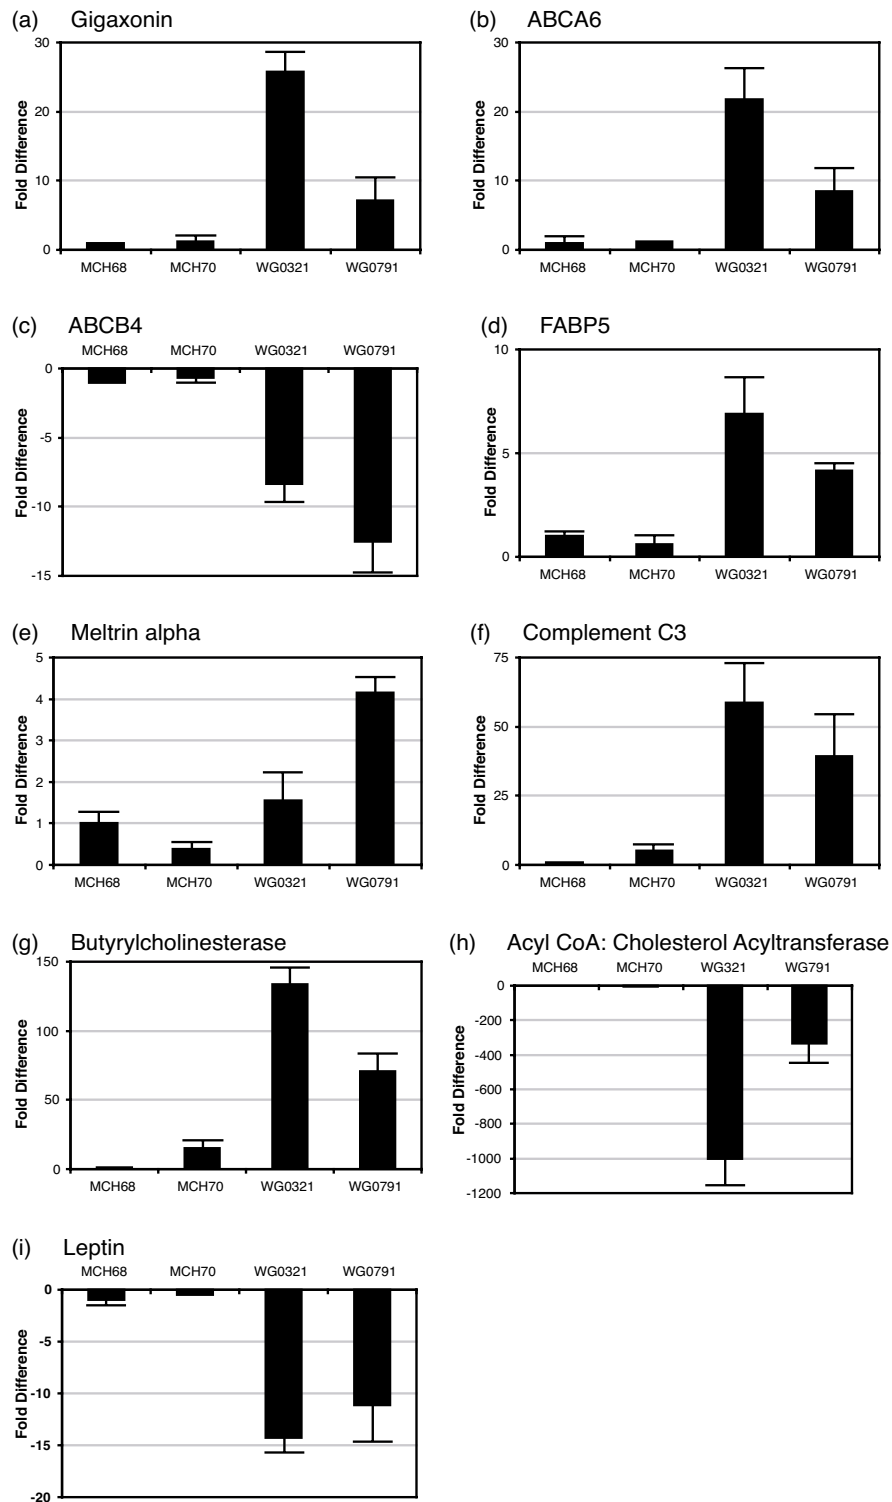 (a) Gigaxonin
30
20
10
0
Fold Difference
MCH68 MCH70 WG0321 WG0791
(b) ABCA6
30
20
10
0
Fold Difference
MCH68 MCH70 WG0321 WG0791
(c) ABCB4
MCH68 MCH70 WG0321 WG0791
0
-5
-10
-15
Fold Difference
(d) FABP5
10
5
0
Fold Difference
MCH68 MCH70 WG0321 WG0791
(e) Meltrin alpha
5
4
3
2
1
0
Fold Difference
MCH68 MCH70 WG0321 WG0791
(f) Complement C3
75
50
25
0
Fold Difference
MCH68 MCH70 WG0321 WG0791
(g) Butyrylcholinesterase
150
100
50
0
Fold Difference
MCH68 MCH70 WG0321 WG0791
(h) Acyl CoA: Cholesterol Acyltransferase
MCH68 MCH70 WG321 WG791
0
-200
-400
-600
-800
-1000
-1200
Fold Difference
(i) Leptin
MCH68 MCH70 WG0321 WG0791
0
-5
-10
-15
-20
Fold Difference